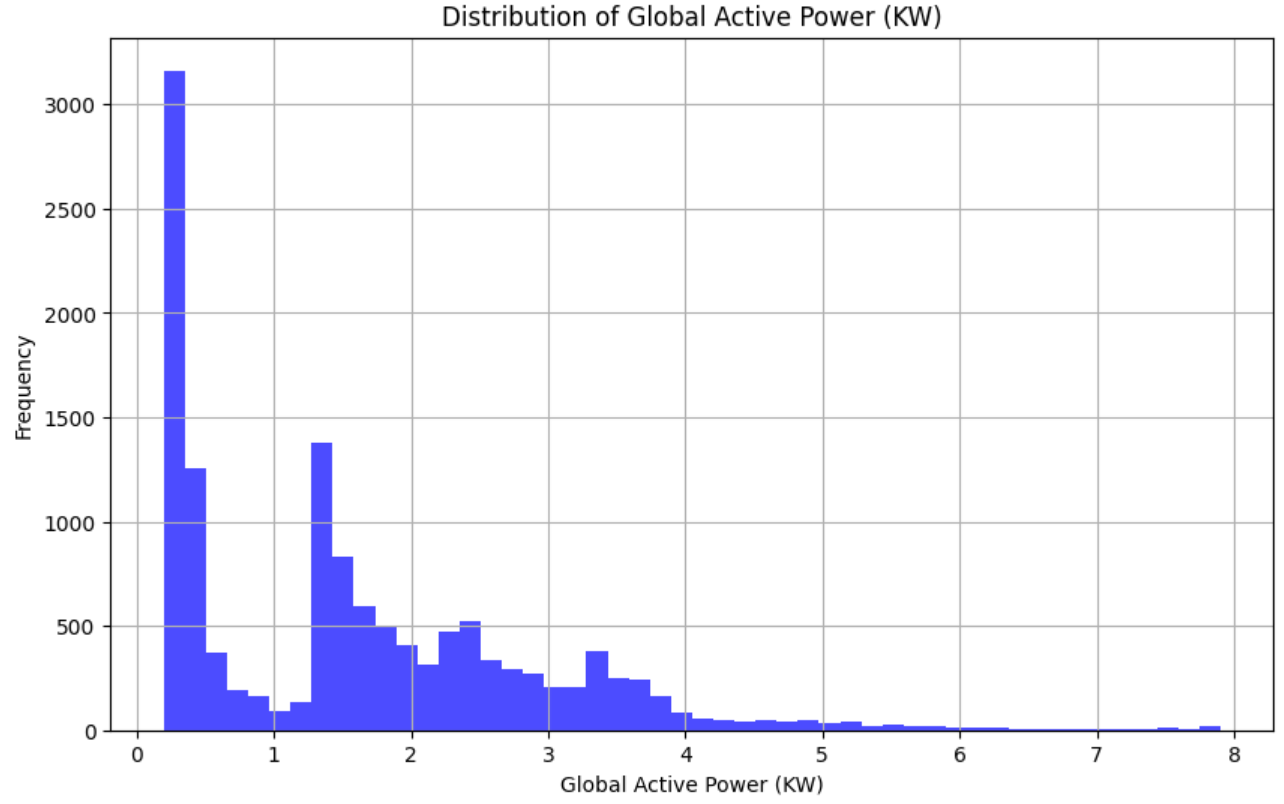 Distribution of Global Active Power (KW)
3000
2500
2000
1500
1000
500
0
Frequency
0 1 2 3 4 5 6 7 8
Global Active Power (KW)